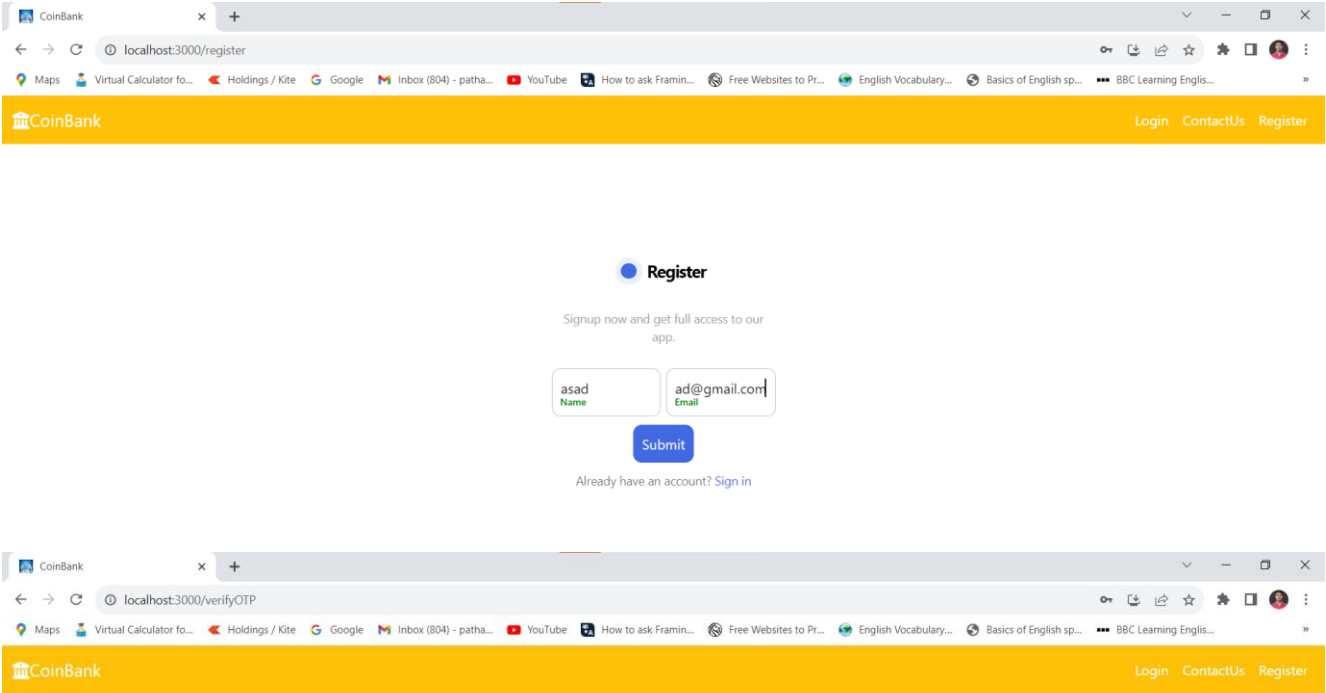 CoinBank
localhost:3000/register
Maps Virtual Calculator fo... Holdings / Kite Google Inbox (804) - patha... YouTube How to ask Framin... Free Websites to Pr... English Vocabulary... Basics of English sp... BBC Learning Englis... »
CoinBank Login ContactUs Register
Register
Signup now and get full access to our
app.
asad ad@gmail.com
Name Email
Submit
Already have an account? Sign in
CoinBank
localhost:3000/verifyOTP
Maps Virtual Calculator fo... Holdings / Kite Google Inbox (804) - patha... YouTube How to ask Framin... Free Websites to Pr... English Vocabulary... Basics of English sp... BBC Learning Englis... »
CoinBank Login ContactUs Register